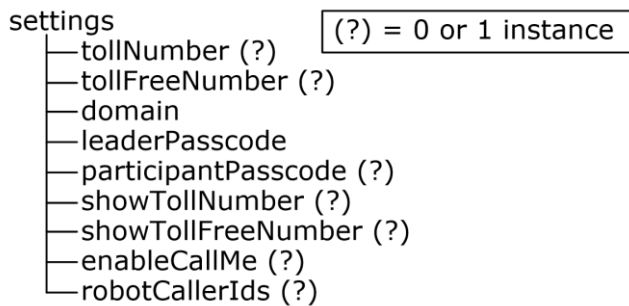 settings
(?) = 0 or 1 instance
tollNumber (?)
tollFreeNumber (?)
domain
leaderPasscode
participantPasscode (?)
showTollNumber (?)
showTollFreeNumber (?)
enableCallMe (?)
robotCallerIds (?)